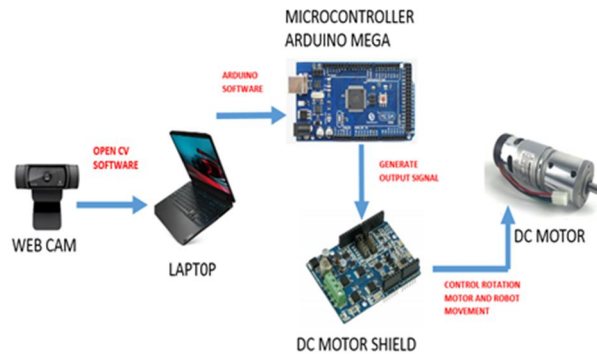 MICROCONTROLLER
ARDUINO MEGA
ARDUINO
SOFTWARE
OPEN CV
SOFTWARE
GENERATE
OUTPUT SIGNAL
WEB CAM
LAPT0P
DC MOTOR
CONTROL ROTATION
MOTOR AND ROBOT
MOVEMENT
DC MOTOR SHIELD